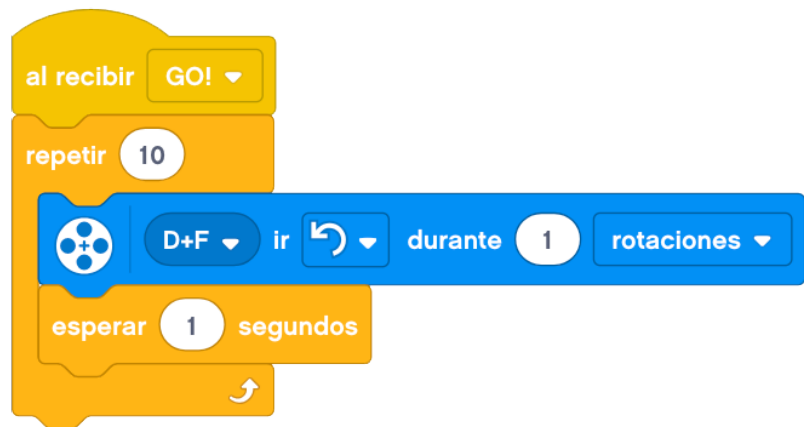 al recibir GO!
repetir 10
D+F ir durante 1 rotaciones
esperar 1 segundos